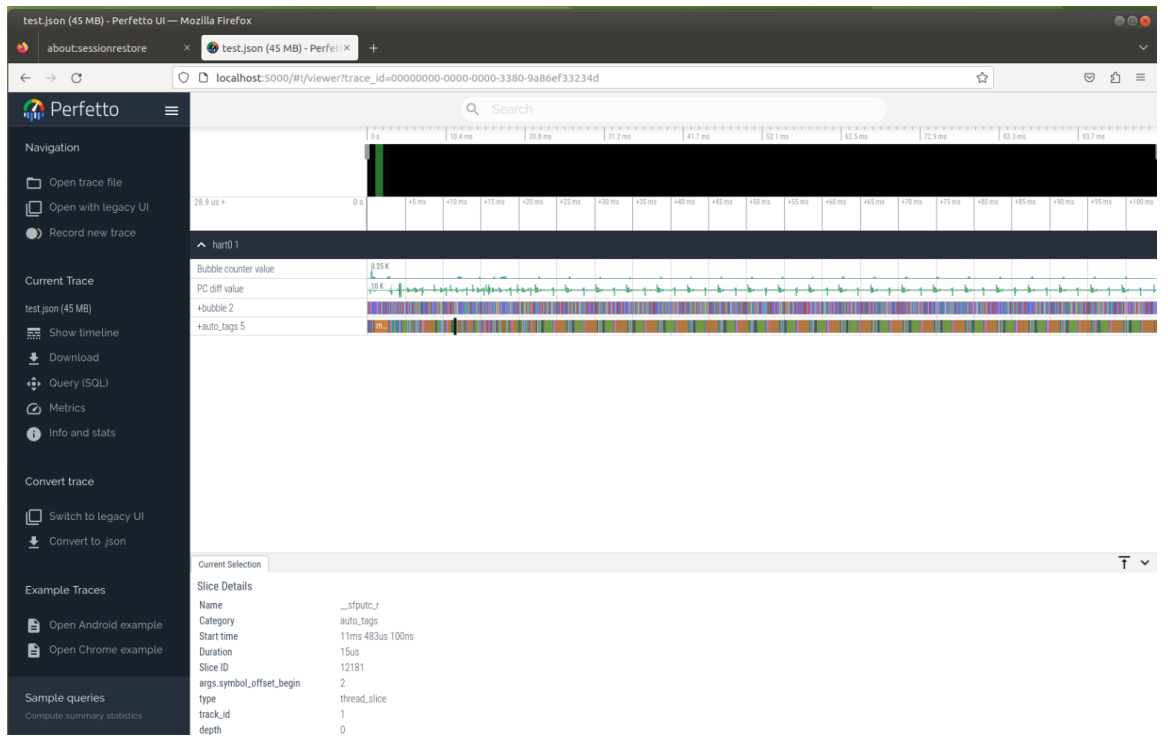 test.json (45 MB) - Perfetto UI — Mozilla Firefox
about:sessionrestore
test.json (45 MB) - Perfet
localhost:5000/#!/viewer?trace_id=00000000-0000-0000-3380-9a86ef33234d
Perfetto
Search
0 s 10.4 ms 20.8 ms 31.2 ms 41.7 ms 52.1 ms 62.5 ms 72.9 ms 83.3 ms 93.7 ms
28.9 us + 0 s +5 ms +10 ms +15 ms +20 ms +25 ms +30 ms +35 ms +40 ms +45 ms +50 ms +55 ms +60 ms +65 ms +70 ms +75 ms +80 ms +85 ms +90 ms +95 ms +100 ms
hart0 1
Bubble counter value 0.25 K
PC diff value 10 K
+bubble 2
+auto_tags 5 m...
Navigation
Open trace file
Open with legacy UI
Record new trace
Current Trace
test.json (45 MB)
Show timeline
Download
Query (SQL)
Metrics
Info and stats
Convert trace
Switch to legacy UI
Convert to .json
Example Traces
Open Android example
Open Chrome example
Sample queries
Compute summary statistics
Current Selection
Slice Details
Name __sfputc_r
Category auto_tags
Start time 11ms 483us 100ns
Duration 15us
Slice ID 12181
args.symbol_offset_begin 2
type thread_slice
track_id 1
depth 0